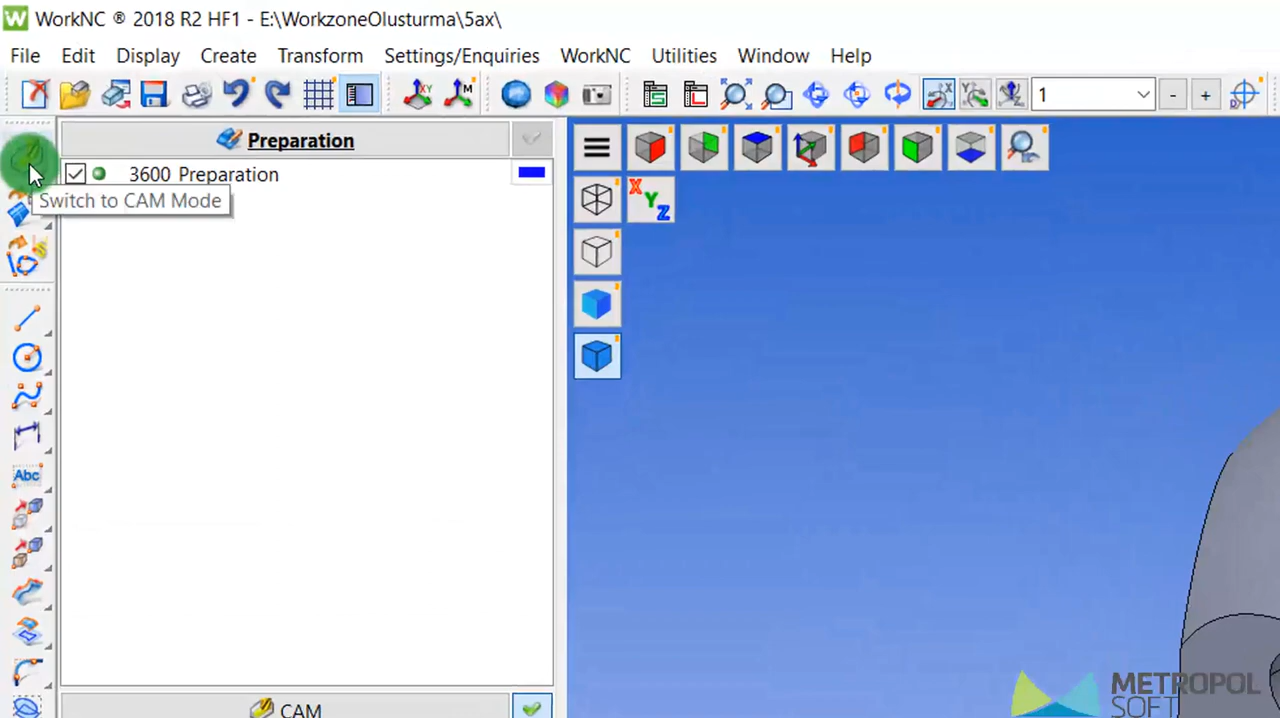 WorkNC ® 2018 R2 HF1 - E:\WorkzoneOlusturma\5ax\
File Edit Display Create Transform Settings/Enquiries WorkNC Utilities Window Help
XY M G L X Y Z 1 - +
Preparation
3600 Preparation
Switch to CAM Mode
X Y Z
Abc
CAM
METROPOL
SOFT